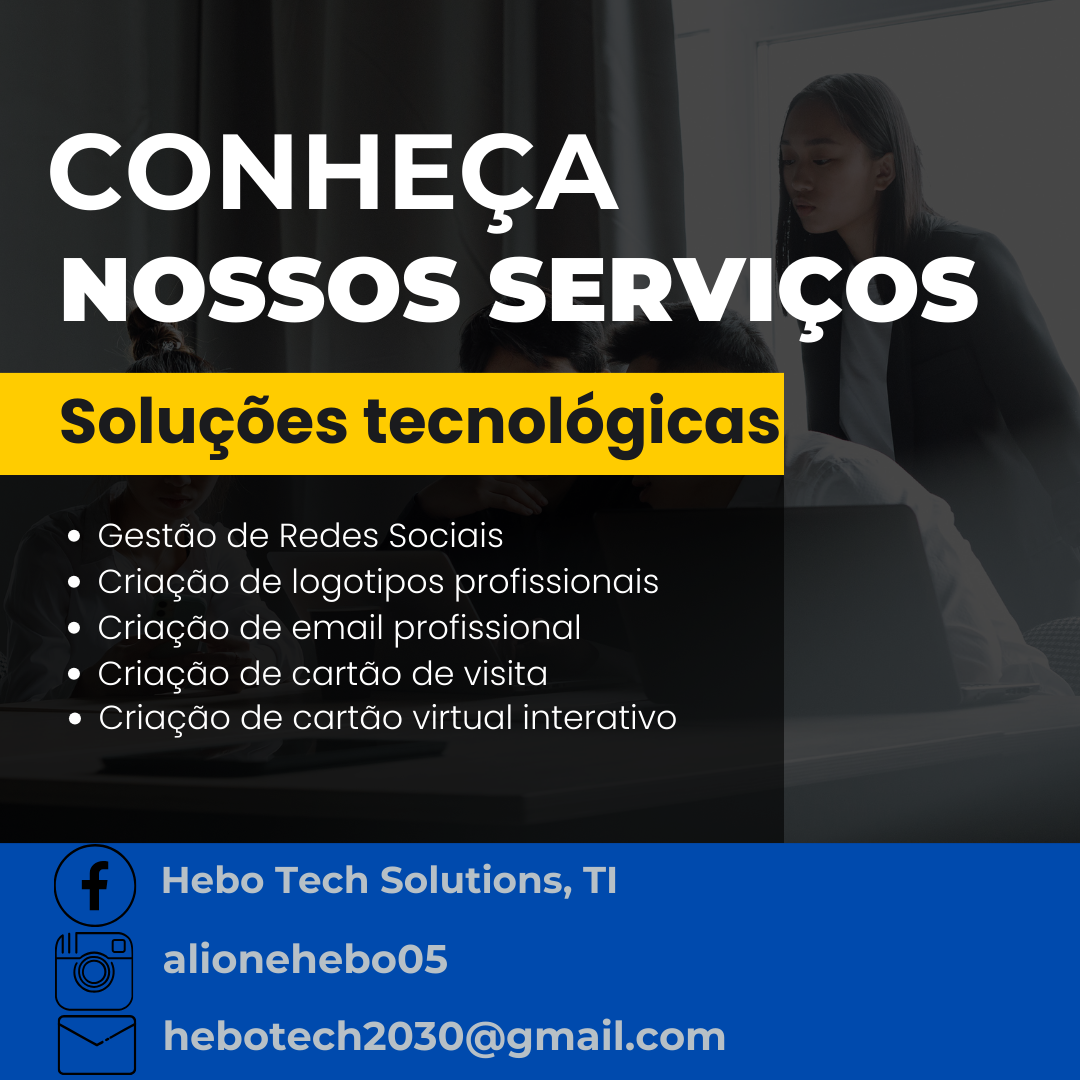 CONHEÇA
NOSSOS SERVIÇOS
Soluções tecnológicas
• Gestão de Redes Sociais
• Criação de logotipos profissionais
• Criação de email profissional
• Criação de cartão de visita
• Criação de cartão virtual interativo
Hebo Tech Solutions, TI
alionehebo05
hebotech2030@gmail.com